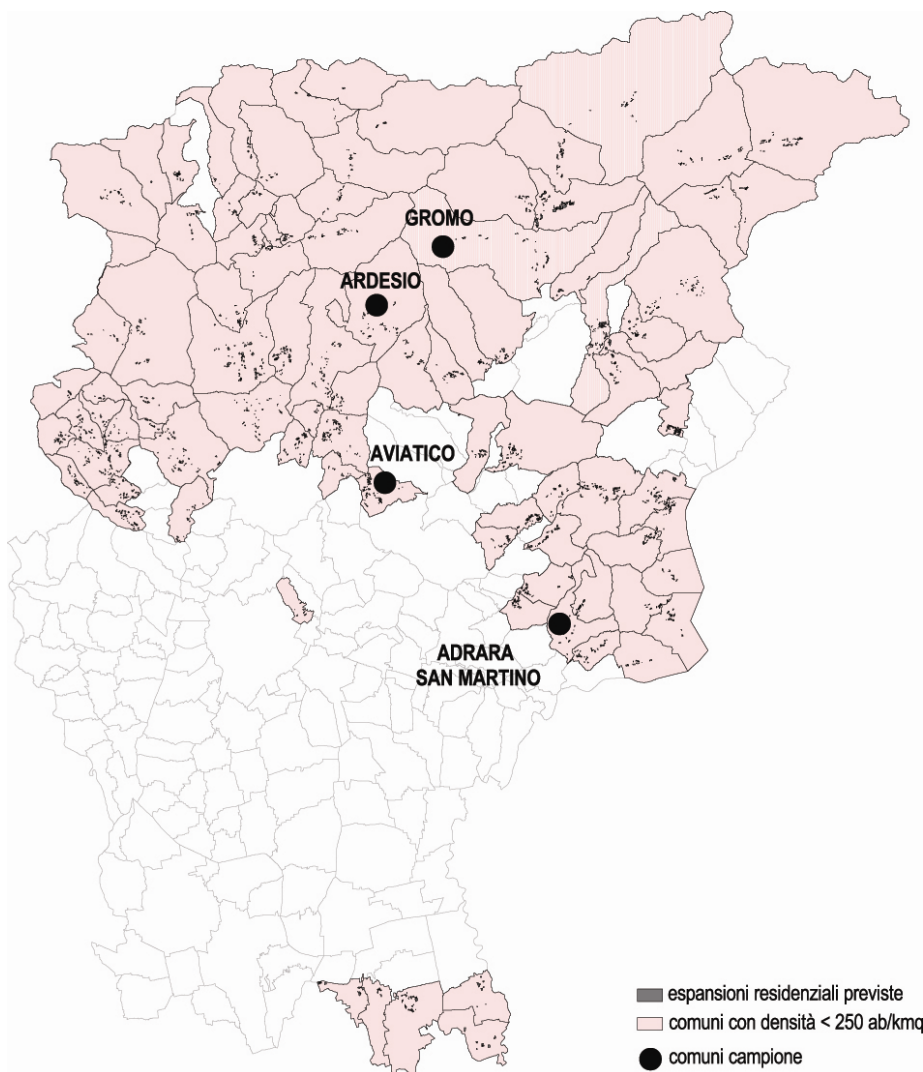 GROMO
ARDESIO
AVIATICO
ADRARA
SAN MARTINO
espansioni residenziali previste
comuni con densità < 250 ab/kmq
comuni campione